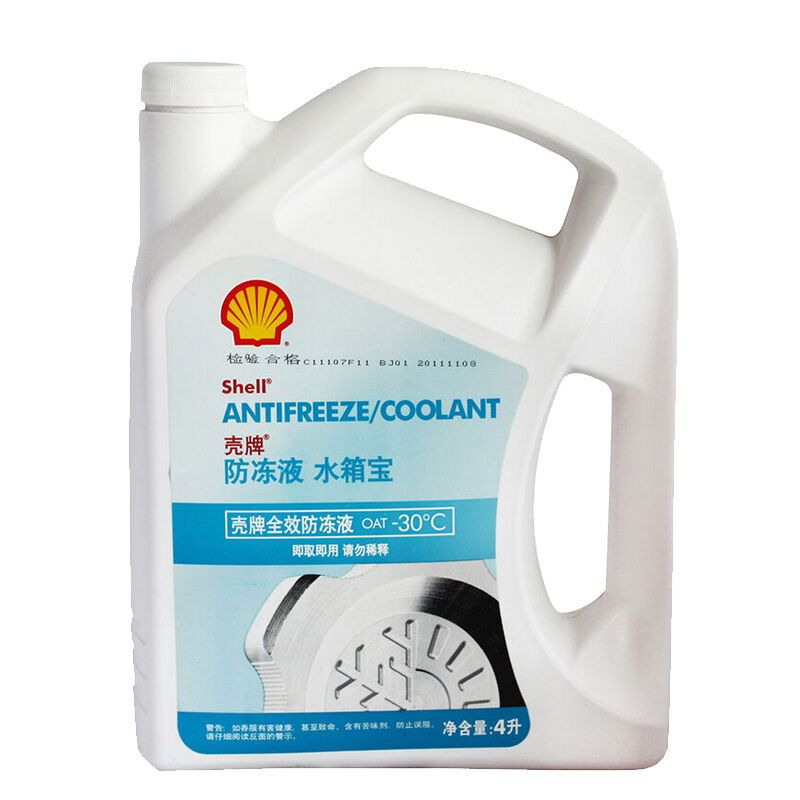 检验合格 C11107F11 BJ01 20111108
Shell®
ANTIFREEZE/COOLANT
壳牌®
防冻液 水箱宝
壳牌全效防冻液 OAT -30°C
即取即用 请勿稀释
警告: 如吞服有害健康, 甚至致命, 含有苦味剂, 防止误服,
请仔细阅读反面的警示。
净含量:4升